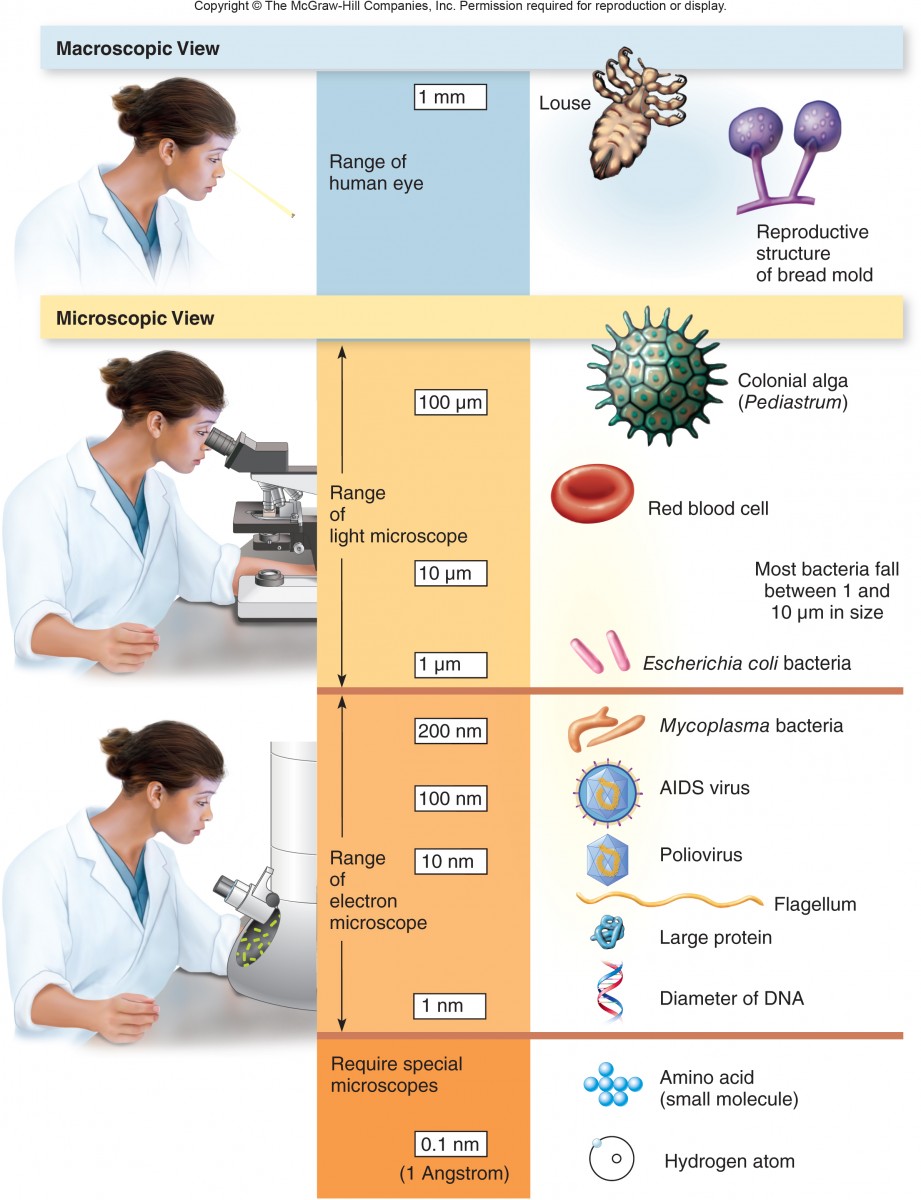 Copyright © The McGraw-Hill Companies, Inc. Permission required for reproduction or display.
Macroscopic View
1 mm
Louse
Range of
human eye
Reproductive
structure
of bread mold
Microscopic View
100 µm
Colonial alga
(Pediastrum)
Range
of
light microscope
Red blood cell
10 µm
Most bacteria fall
between 1 and
10 µm in size
1 µm
Escherichia coli bacteria
200 nm
Mycoplasma bacteria
100 nm
AIDS virus
Range
of
electron
microscope
10 nm
Poliovirus
Flagellum
Large protein
1 nm
Diameter of DNA
Require special
microscopes
Amino acid
(small molecule)
0.1 nm
(1 Angstrom)
Hydrogen atom